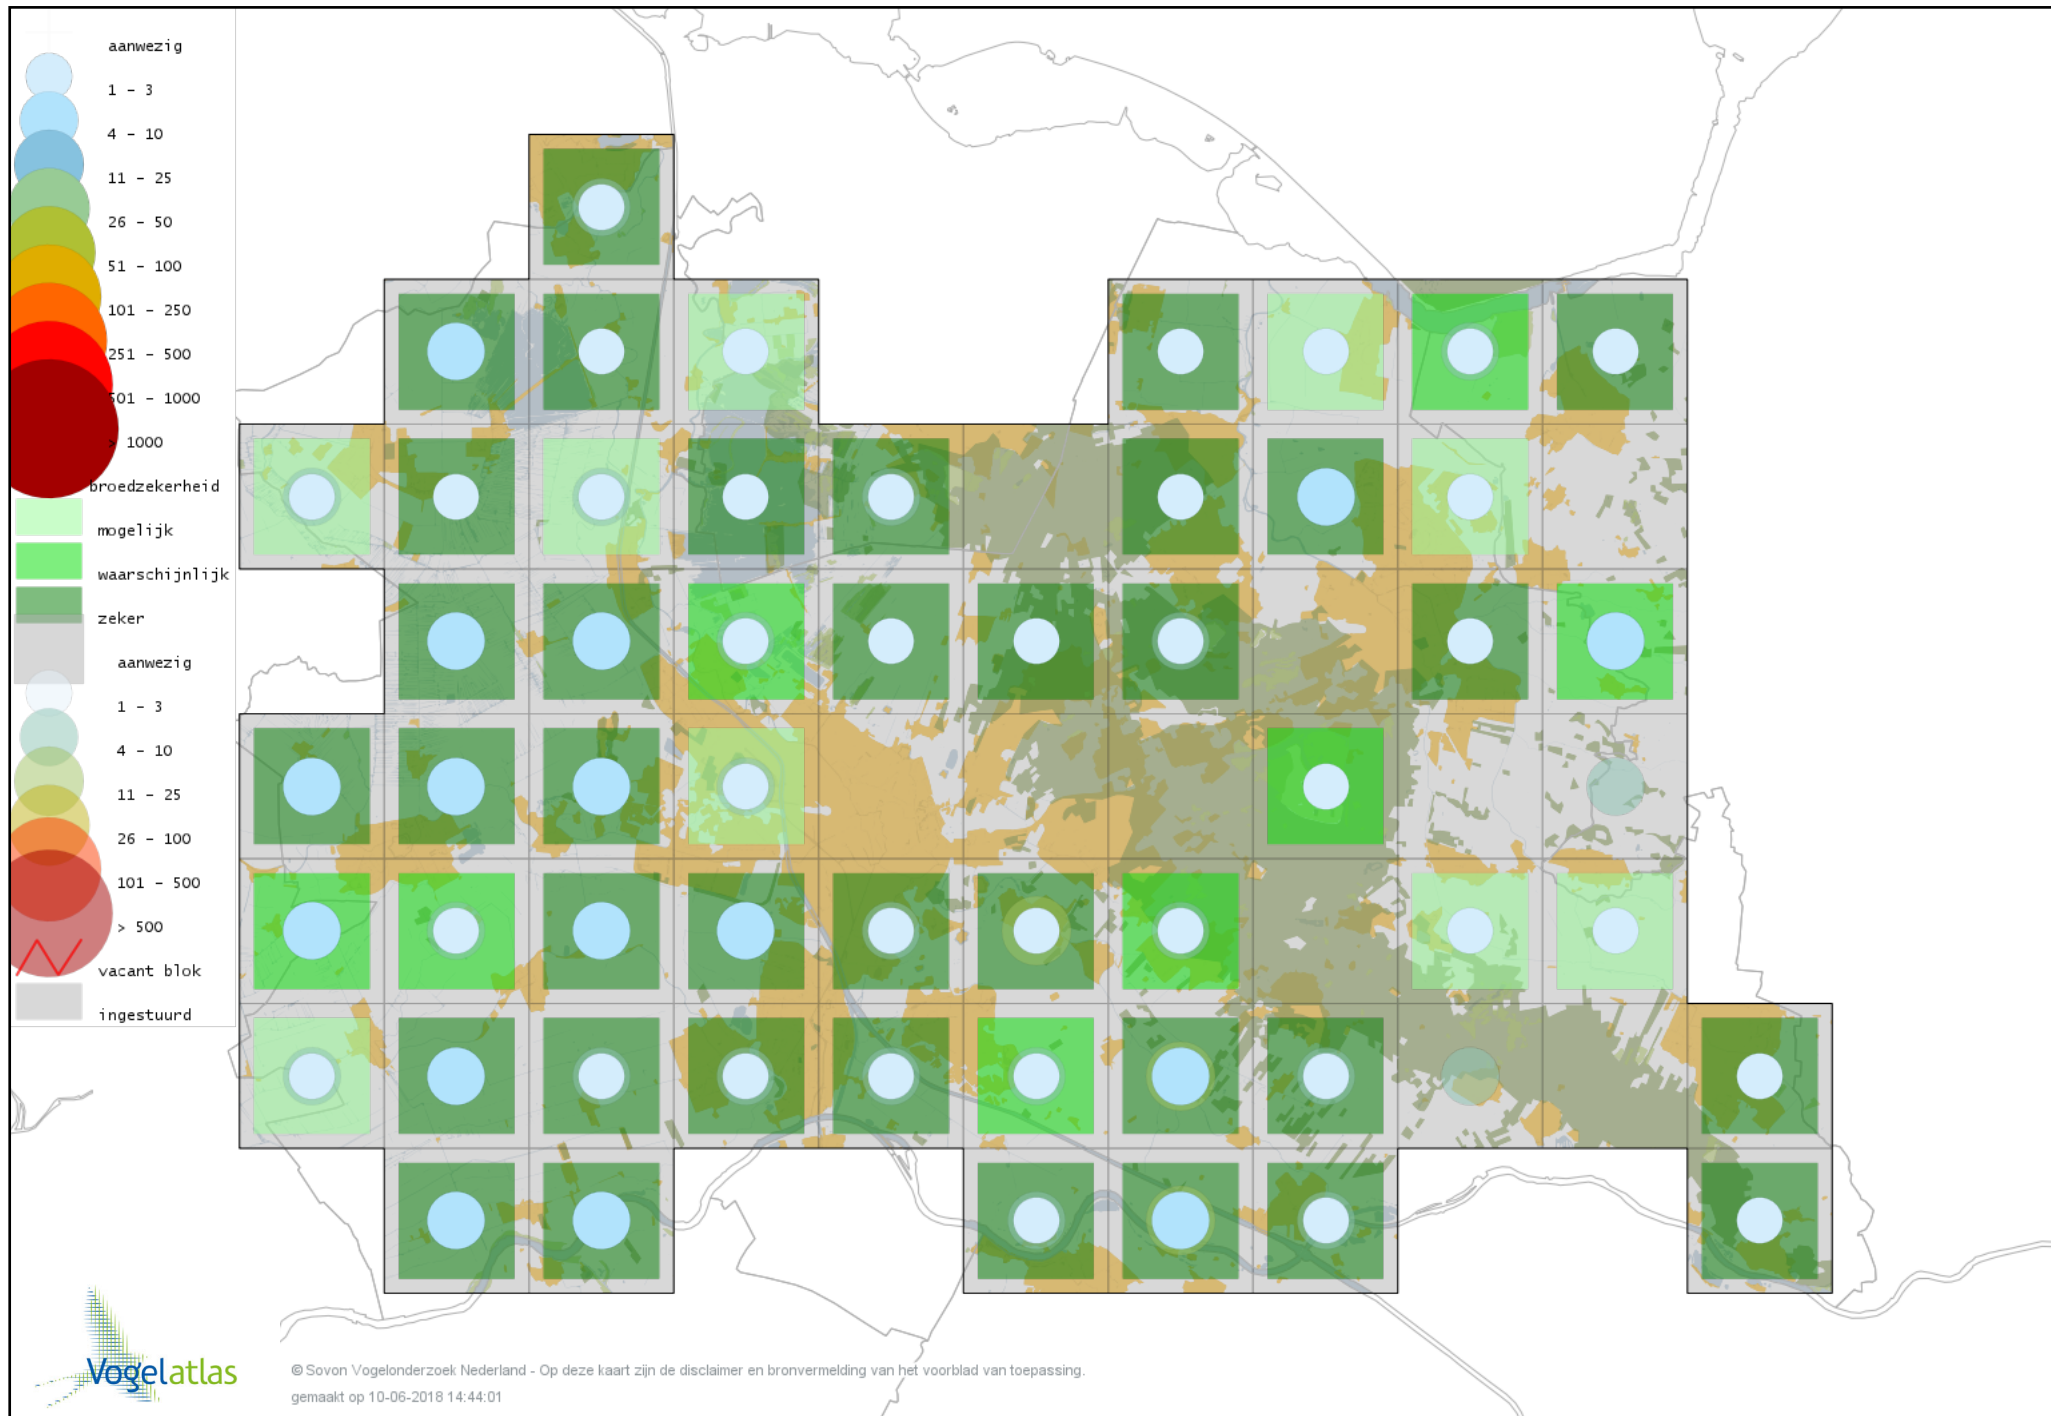 aanwezig
1 - 3
4 - 10
11 - 25
26 - 50
51 - 100
101 - 250
251 - 500
501 - 1000
> 1000
broedzekerheid
mogelijk
waarschijnlijk
zeker
aanwezig
1 - 3
4 - 10
11 - 25
26 - 100
101 - 500
> 500
vacant blok
ingestuurd
Vogelatlas
© Sovon Vogelonderzoek Nederland - Op deze kaart zijn de disclaimer en bronvermelding van het voorblad van toepassing.
gemaakt op 10-06-2018 14:44:01